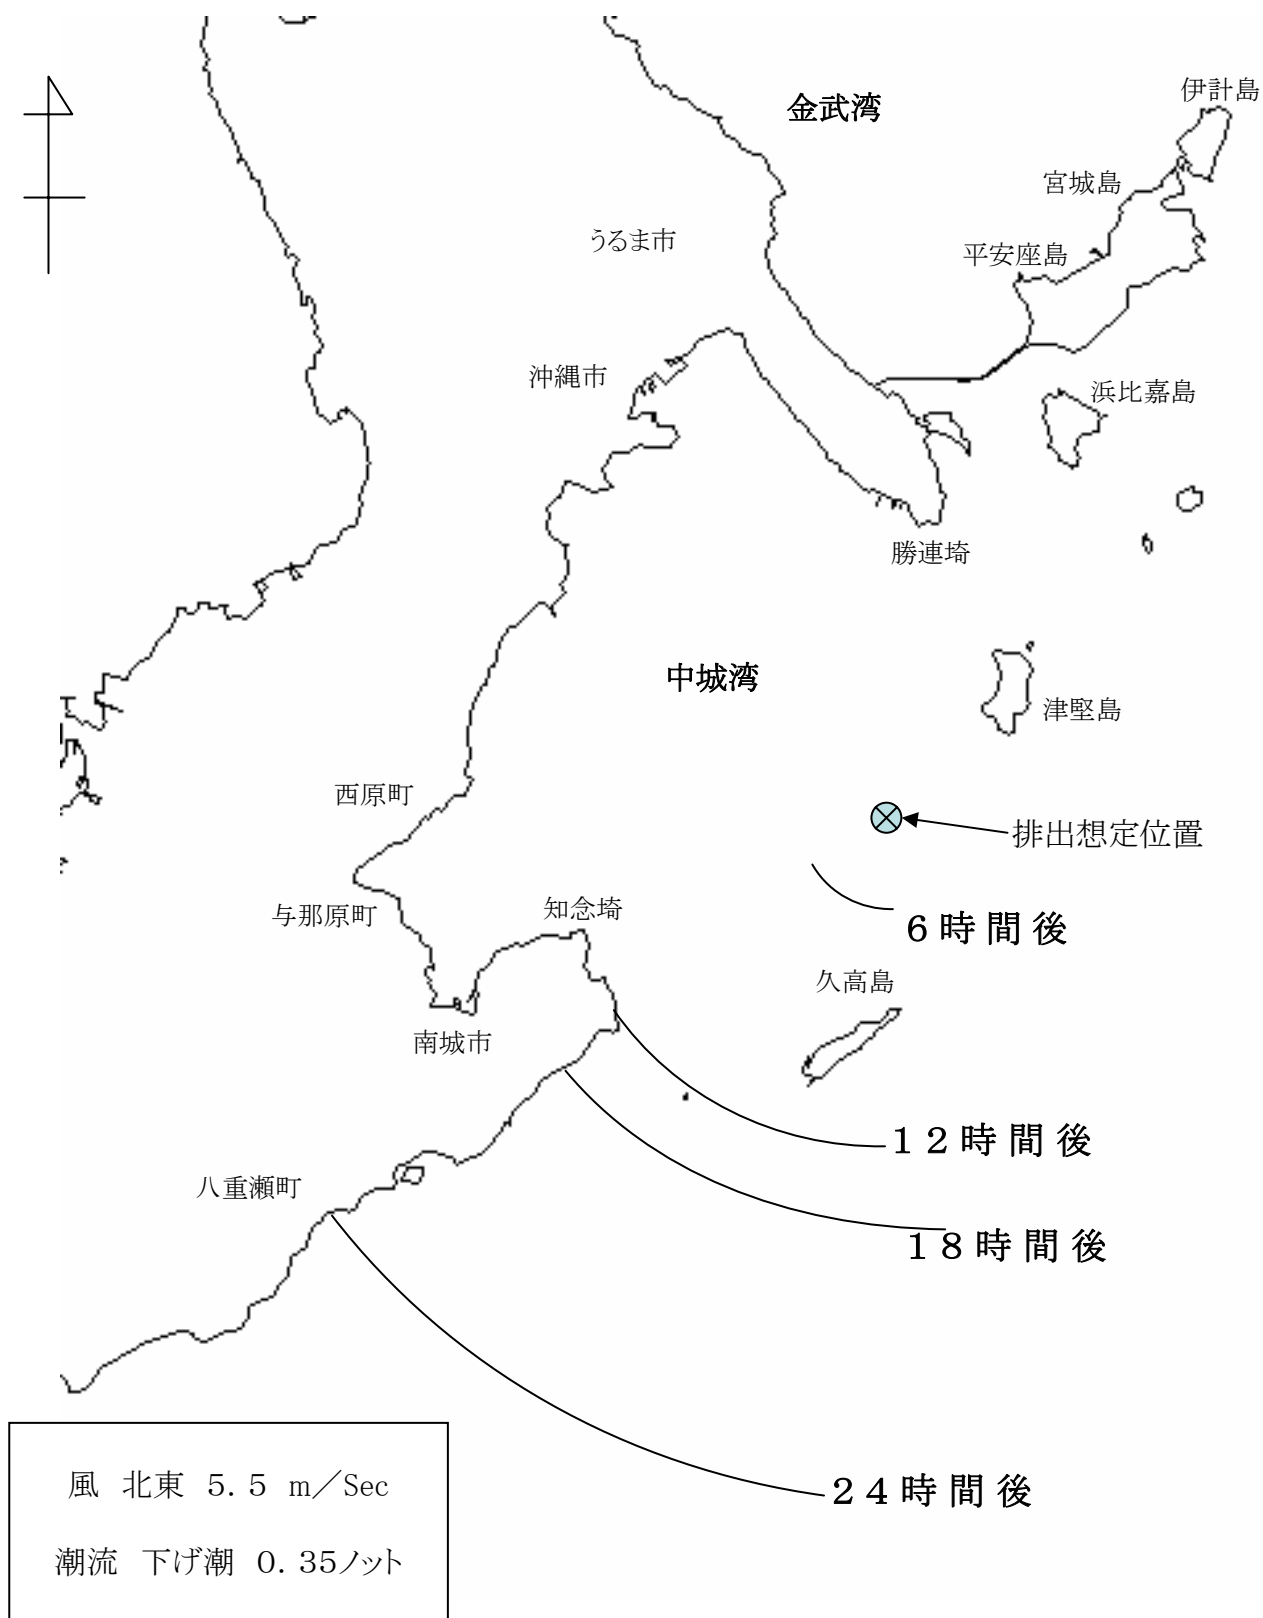 伊計島
金武湾
宮城島
うるま市
平安座島
沖縄市
浜比嘉島
勝連埼
中城湾
津堅島
西原町
排出想定位置
知念埼
与那原町
6時間後
久高島
南城市
12時間後
八重瀬町
18時間後
24時間後
風 北東 5.5 m/Sec
潮流 下げ潮 0.35ノット